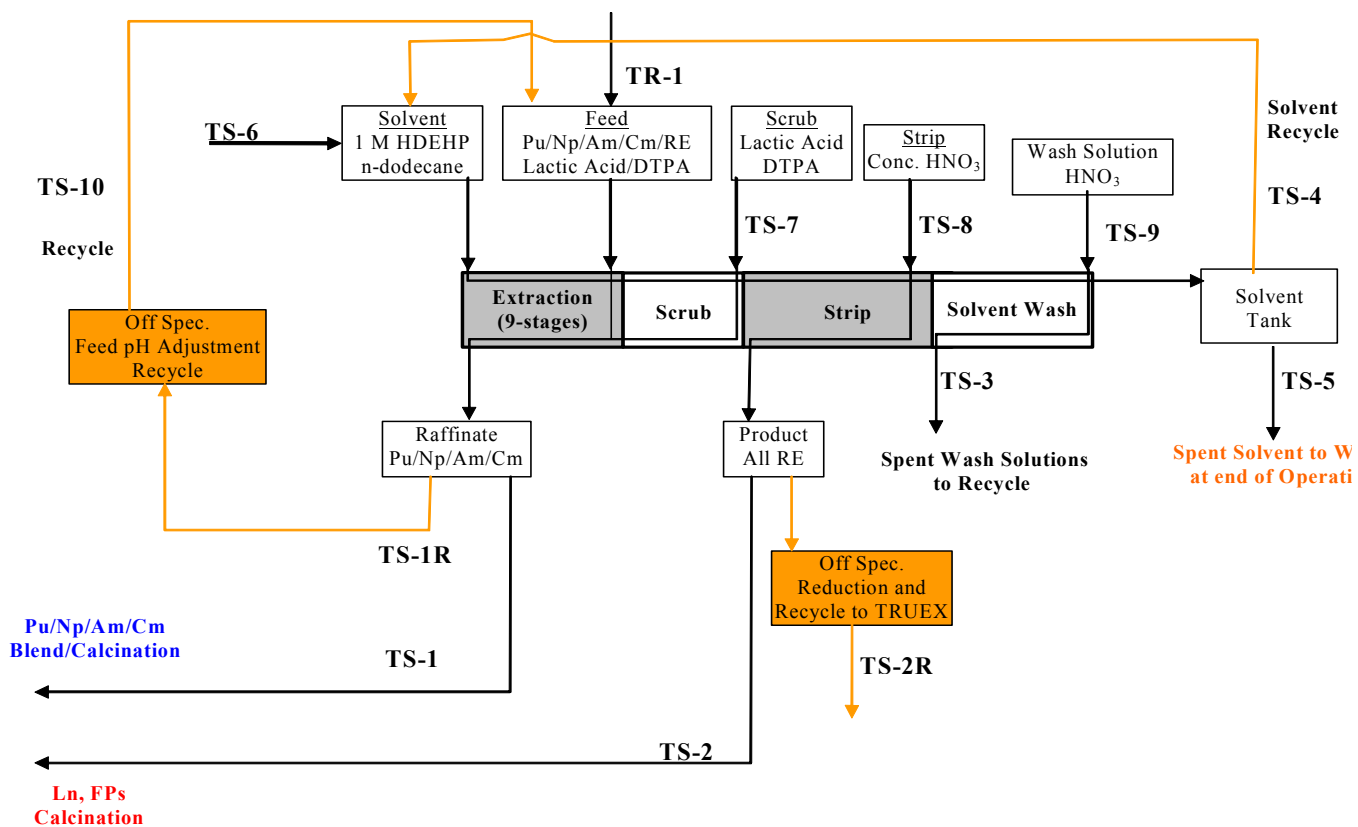 TR-1
Solvent
1 M HDEHP
n-dodecane
Feed
Pu/Np/Am/Cm/RE
Lactic Acid/DTPA
Scrub
Lactic Acid
DTPA
Strip
Conc. HNO3
Wash Solution
HNO3
Solvent
Recycle
TS-6
TS-10
TS-4
Recycle
TS-7
TS-8
TS-9
Extraction
(9-stages)
Scrub
Strip
Solvent Wash
Solvent
Tank
Off Spec.
Feed pH Adjustment
Recycle
TS-3
TS-5
Raffinate
Pu/Np/Am/Cm
Product
All RE
Spent Wash Solutions
to Recycle
Spent Solvent to W
at end of Operati
TS-1R
Off Spec.
Reduction and
Recycle to TRUEX
Pu/Np/Am/Cm
Blend/Calcination
TS-1
TS-2R
TS-2
Ln, FPs
Calcination